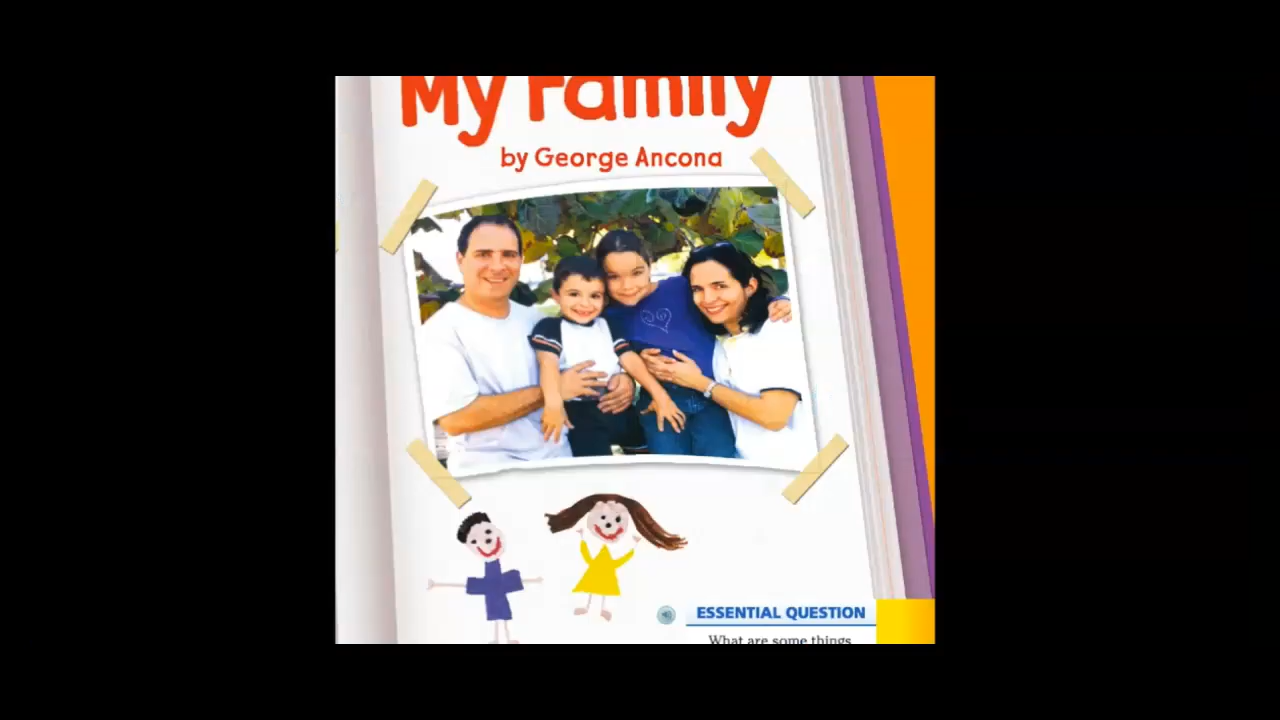 My Family
by George Ancona
ESSENTIAL QUESTION
What are some things